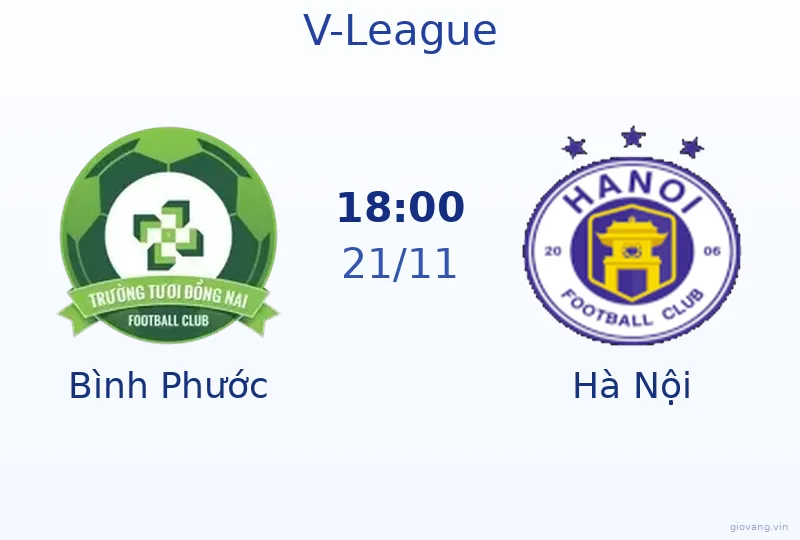 V-League
18:00
21/11
TRƯỜNG TƯƠI ĐỒNG NAI
FOOTBALL CLUB
Bình Phước
HANOI
20 06
FOOTBALL CLUB
Hà Nội
giovang.vin